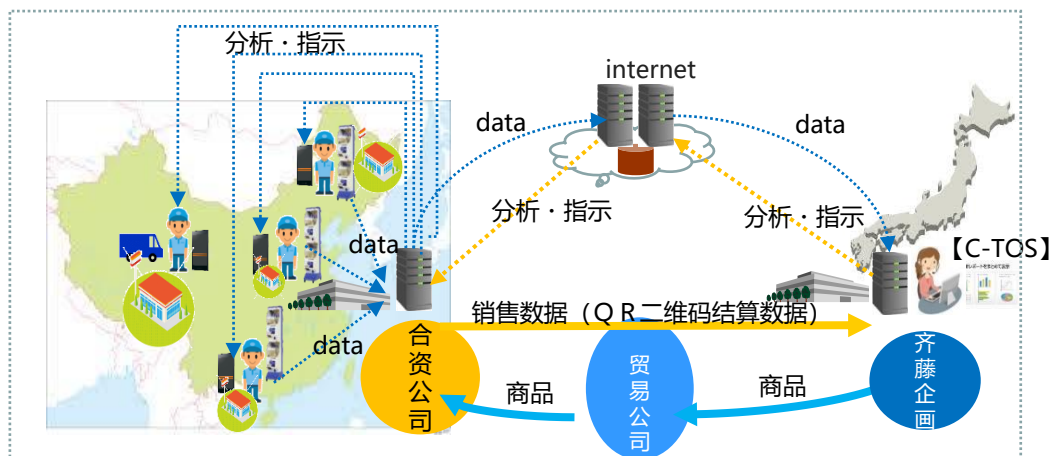 分析・指示
internet
data
data
分析・指示
分析・指示
【C-TOS】
data
data
销售数据（ＱＲ二维码结算数据）
合资公司
贸易公司
齐藤企画
商品
商品